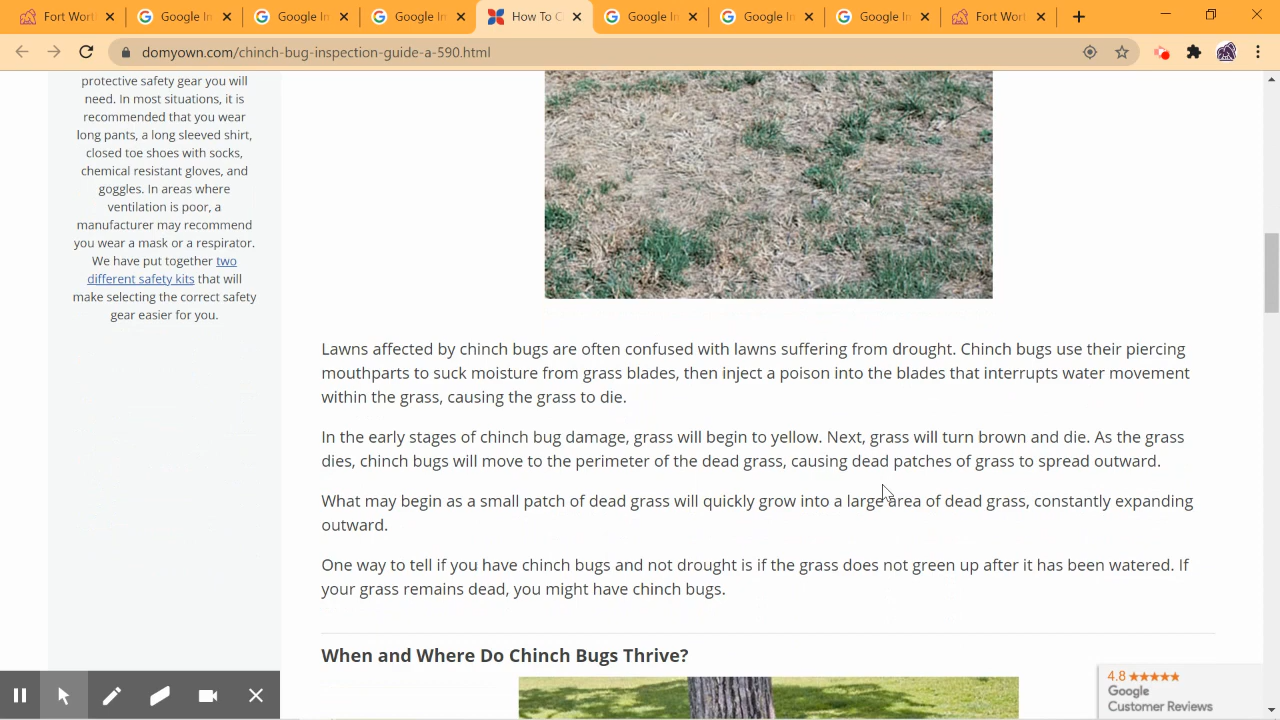 Fort Wort
Google In
Google In
Google In
How To C
Google In
Google In
Google In
Fort Wort
domyown.com/chinch-bug-inspection-guide-a-590.html
protective safety gear you will
need. In most situations, it is
recommended that you wear
long pants, a long sleeved shirt,
closed toe shoes with socks,
chemical resistant gloves, and
goggles. In areas where
ventilation is poor, a
manufacturer may recommend
you wear a mask or a respirator.
We have put together two
different safety kits that will
make selecting the correct safety
gear easier for you.
Lawns affected by chinch bugs are often confused with lawns suffering from drought. Chinch bugs use their piercing
mouthparts to suck moisture from grass blades, then inject a poison into the blades that interrupts water movement
within the grass, causing the grass to die.
In the early stages of chinch bug damage, grass will begin to yellow. Next, grass will turn brown and die. As the grass
dies, chinch bugs will move to the perimeter of the dead grass, causing dead patches of grass to spread outward.
What may begin as a small patch of dead grass will quickly grow into a large area of dead grass, constantly expanding
outward.
One way to tell if you have chinch bugs and not drought is if the grass does not green up after it has been watered. If
your grass remains dead, you might have chinch bugs.
When and Where Do Chinch Bugs Thrive?
4.8 ★★★★★
Google
Customer Reviews